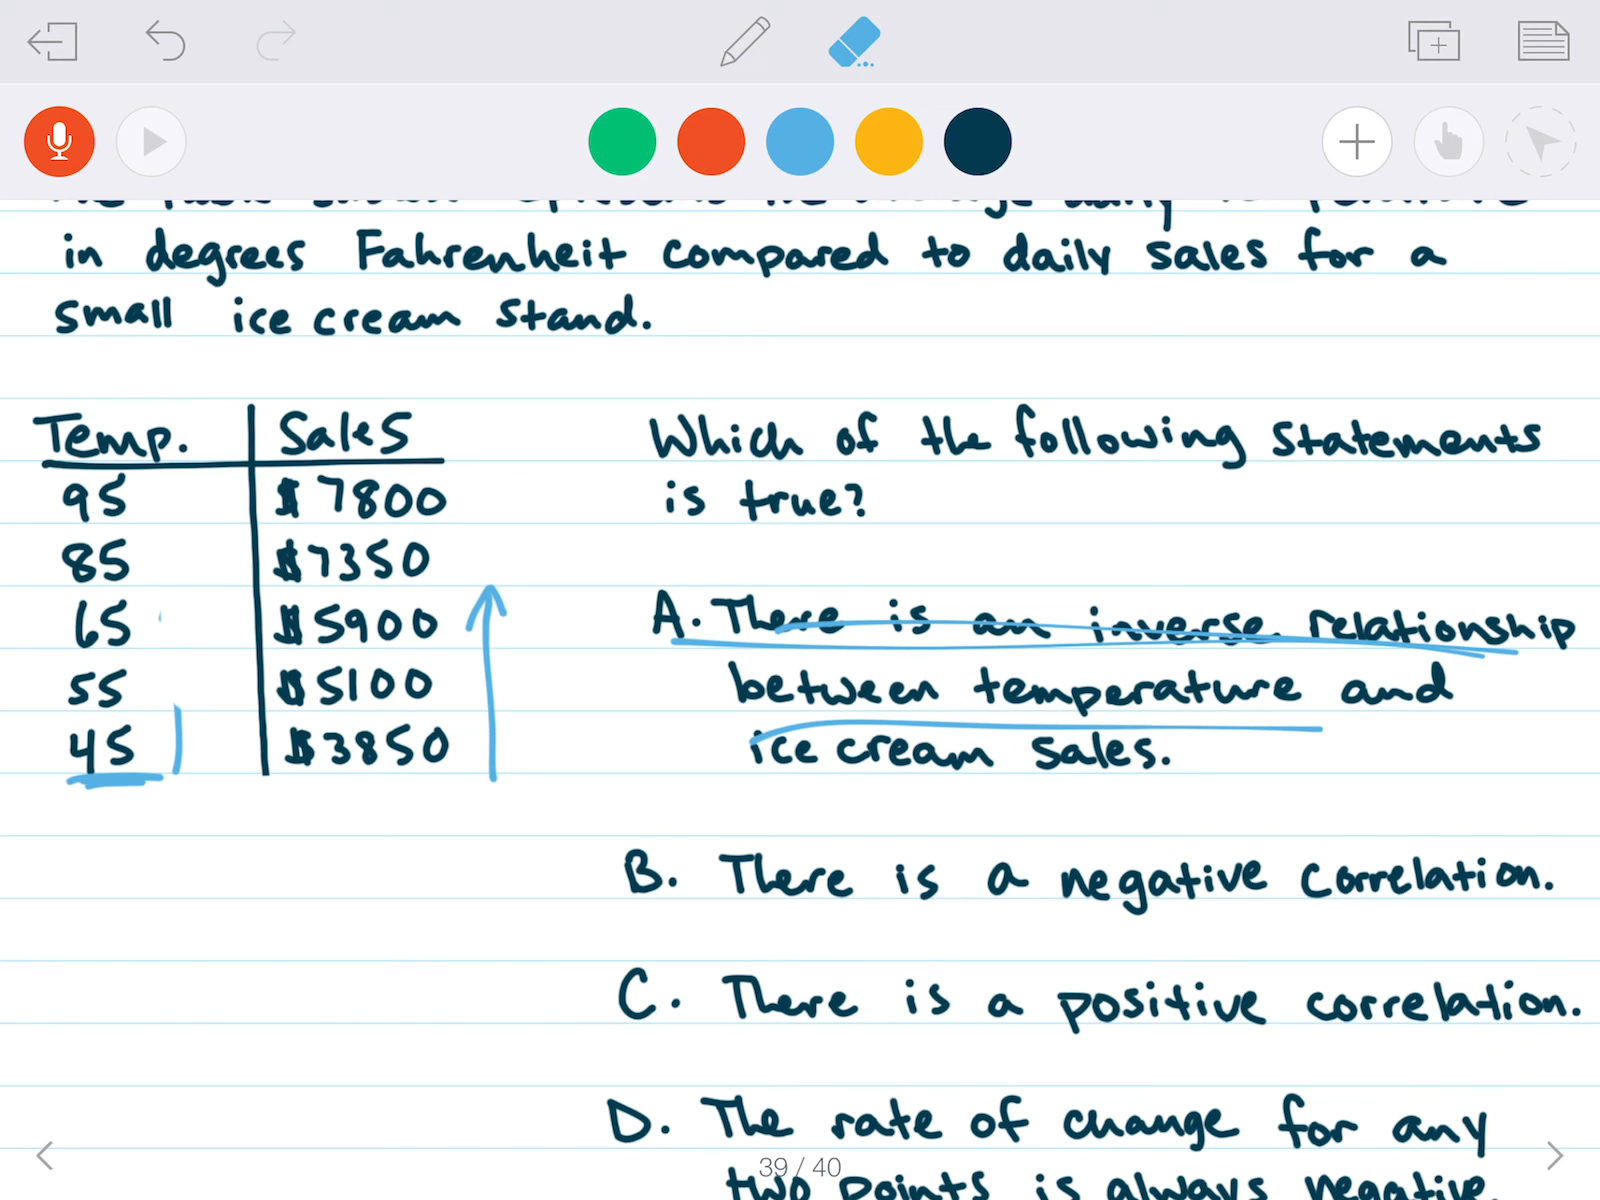 in degrees Fahrenheit compared to daily sales for a
small ice cream stand.
Temp. Sales
95 $7800
85 $7350
65 $5900
55 $5100
45 $3850
Which of the following statements
is true?
A. There is an inverse relationship
between temperature and
ice cream sales.
B. There is a negative correlation.
C. There is a positive correlation.
D. The rate of change for any
two points is always negative
39 / 40